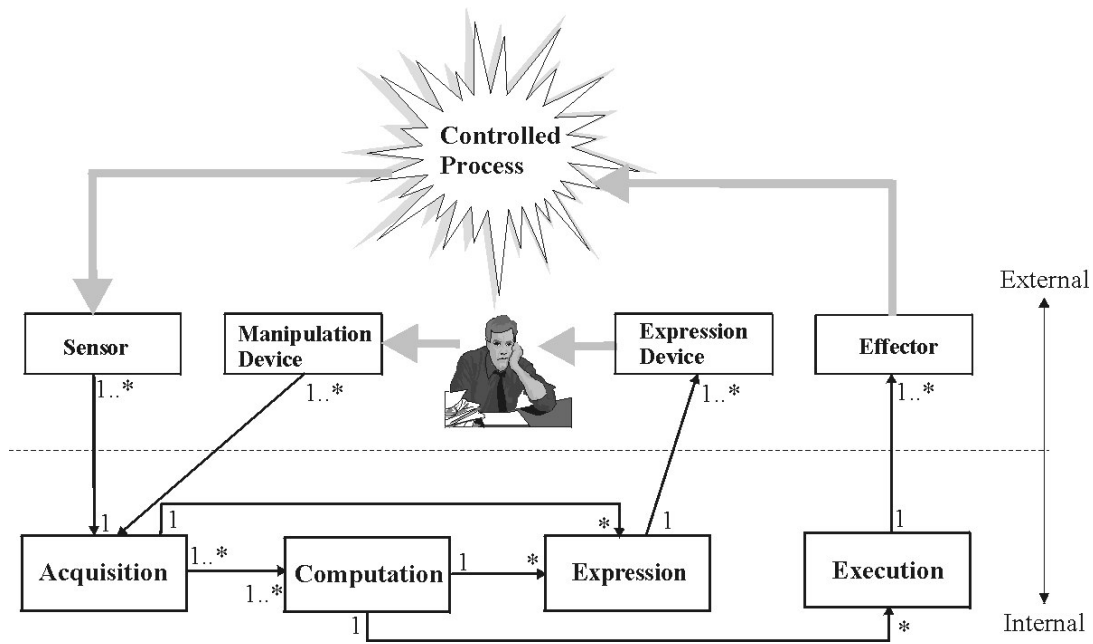 Controlled
Process
External
Sensor
Manipulation
Device
Expression
Device
Effector
1..*
1..*
1..*
1..*
1
1
*
1
1
Acquisition
1..*
1..*
Computation
1
*
Expression
Execution
1
*
Internal